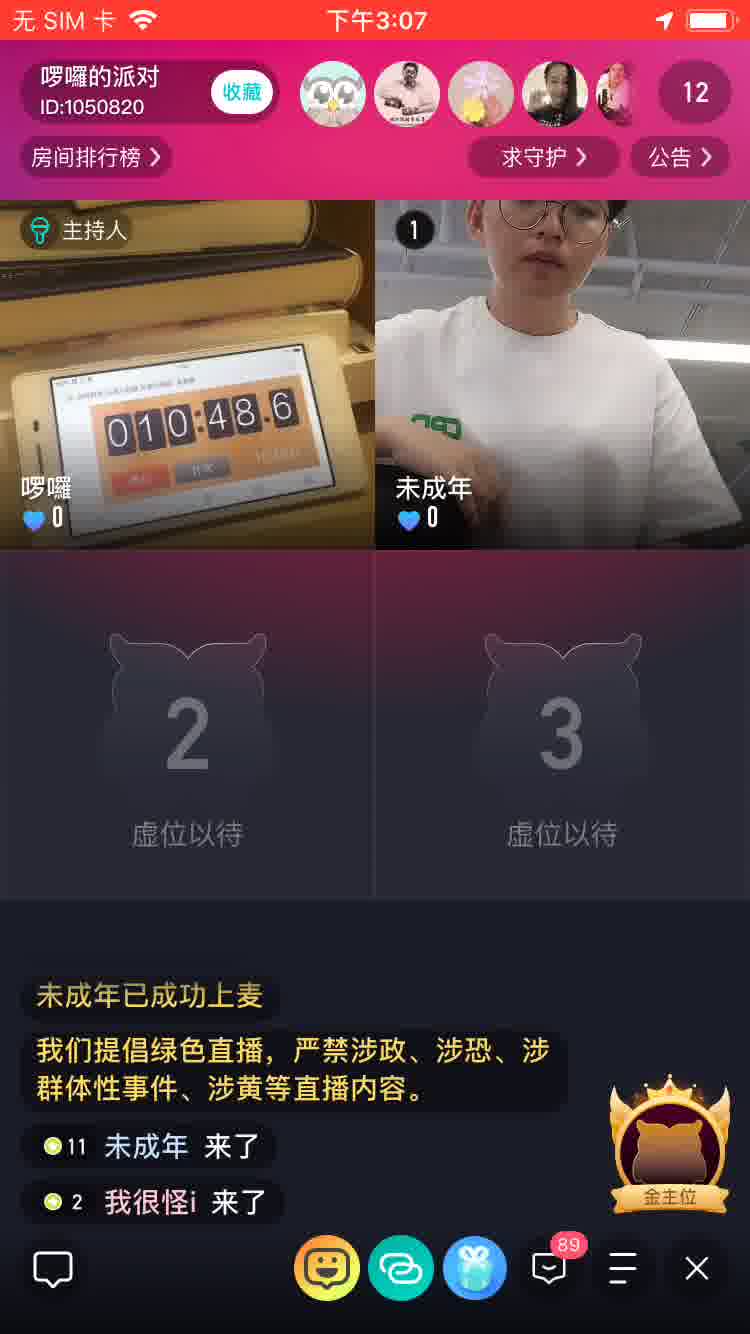 无 SIM 卡
下午3:07
啰囉的派对
ID:1050820
收藏
12
房间排行榜
求守护
公告
主持人
1
010:48.6
啰囉
0
未成年
0
2
虚位以待
3
虚位以待
未成年已成功上麦
我们提倡绿色直播，严禁涉政、涉恐、涉
群体性事件、涉黄等直播内容。
11 未成年 来了
2 我很怪i 来了
金主位
89